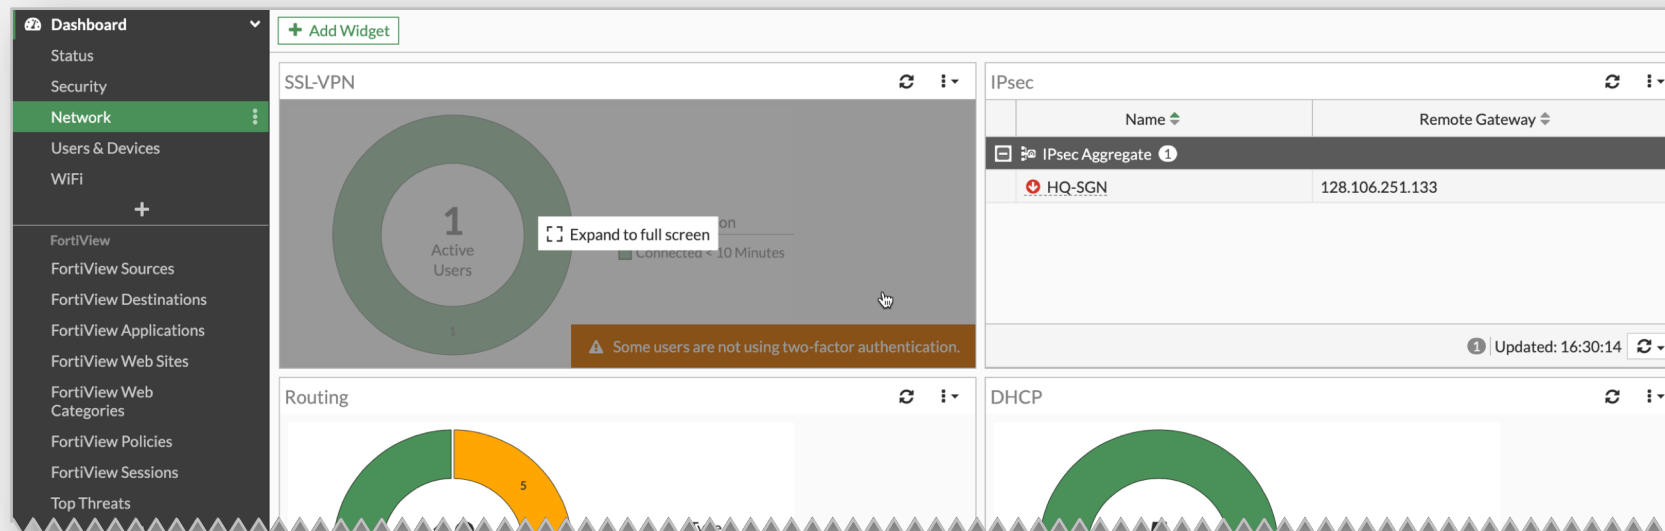 Dashboard
Status
Security
Network
Users & Devices
WiFi
+
FortiView
FortiView Sources
FortiView Destinations
FortiView Applications
FortiView Web Sites
FortiView Web
Categories
FortiView Policies
FortiView Sessions
Top Threats
+ Add Widget
SSL-VPN
1
Active
Users
1
on
Expand to full screen
Connected < 10 Minutes
Some users are not using two-factor authentication.
IPsec
Name Remote Gateway
IPsec Aggregate 1
HQ-SGN 128.106.251.133
1 Updated: 16:30:14
Routing
5
DHCP